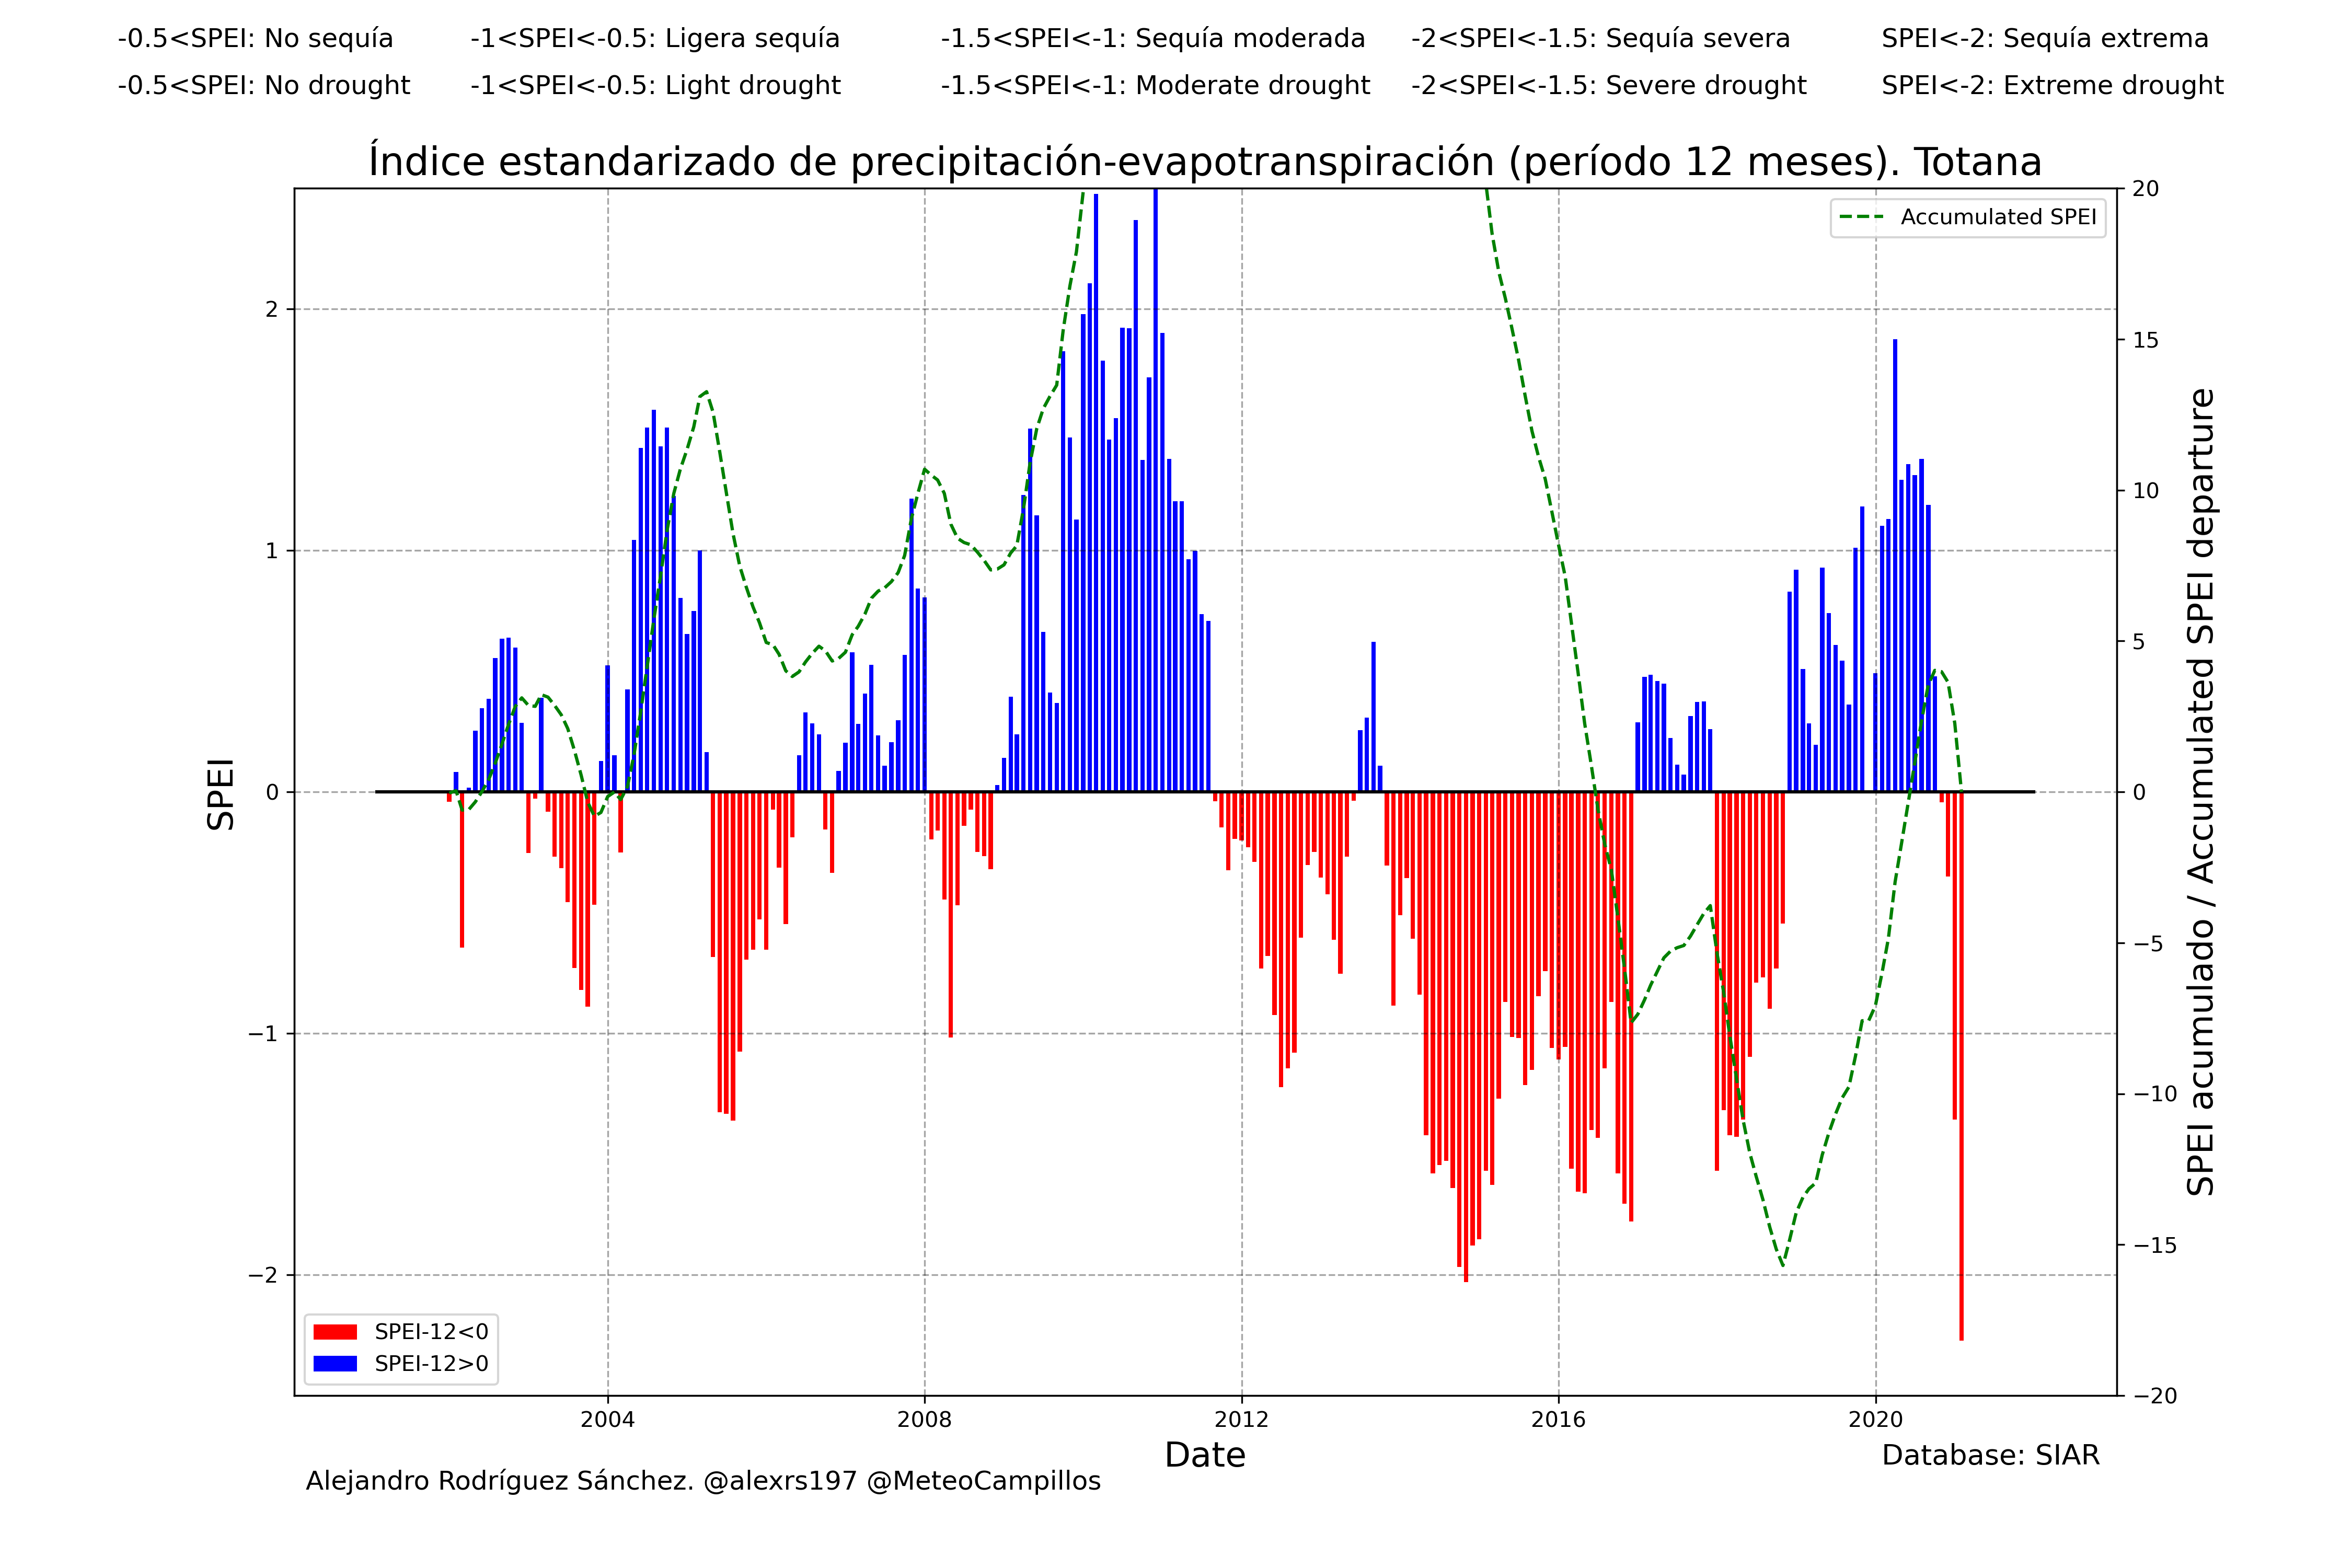 -0.5<SPEI: No sequía -1<SPEI<-0.5: Ligera sequía -1.5<SPEI<-1: Sequía moderada -2<SPEI<-1.5: Sequía severa SPEI<-2: Sequía extrema
-0.5<SPEI: No drought -1<SPEI<-0.5: Light drought -1.5<SPEI<-1: Moderate drought -2<SPEI<-1.5: Severe drought SPEI<-2: Extreme drought
Índice estandarizado de precipitación-evapotranspiración (período 12 meses). Totana
Accumulated SPEI
2
1
0
−1
−2
SPEI
20
15
10
5
0
−5
−10
−15
−20
SPEI acumulado / Accumulated SPEI departure
SPEI-12<0
SPEI-12>0
2004 2008 2012 2016 2020
Date
Database: SIAR
Alejandro Rodríguez Sánchez. @alexrs197 @MeteoCampillos